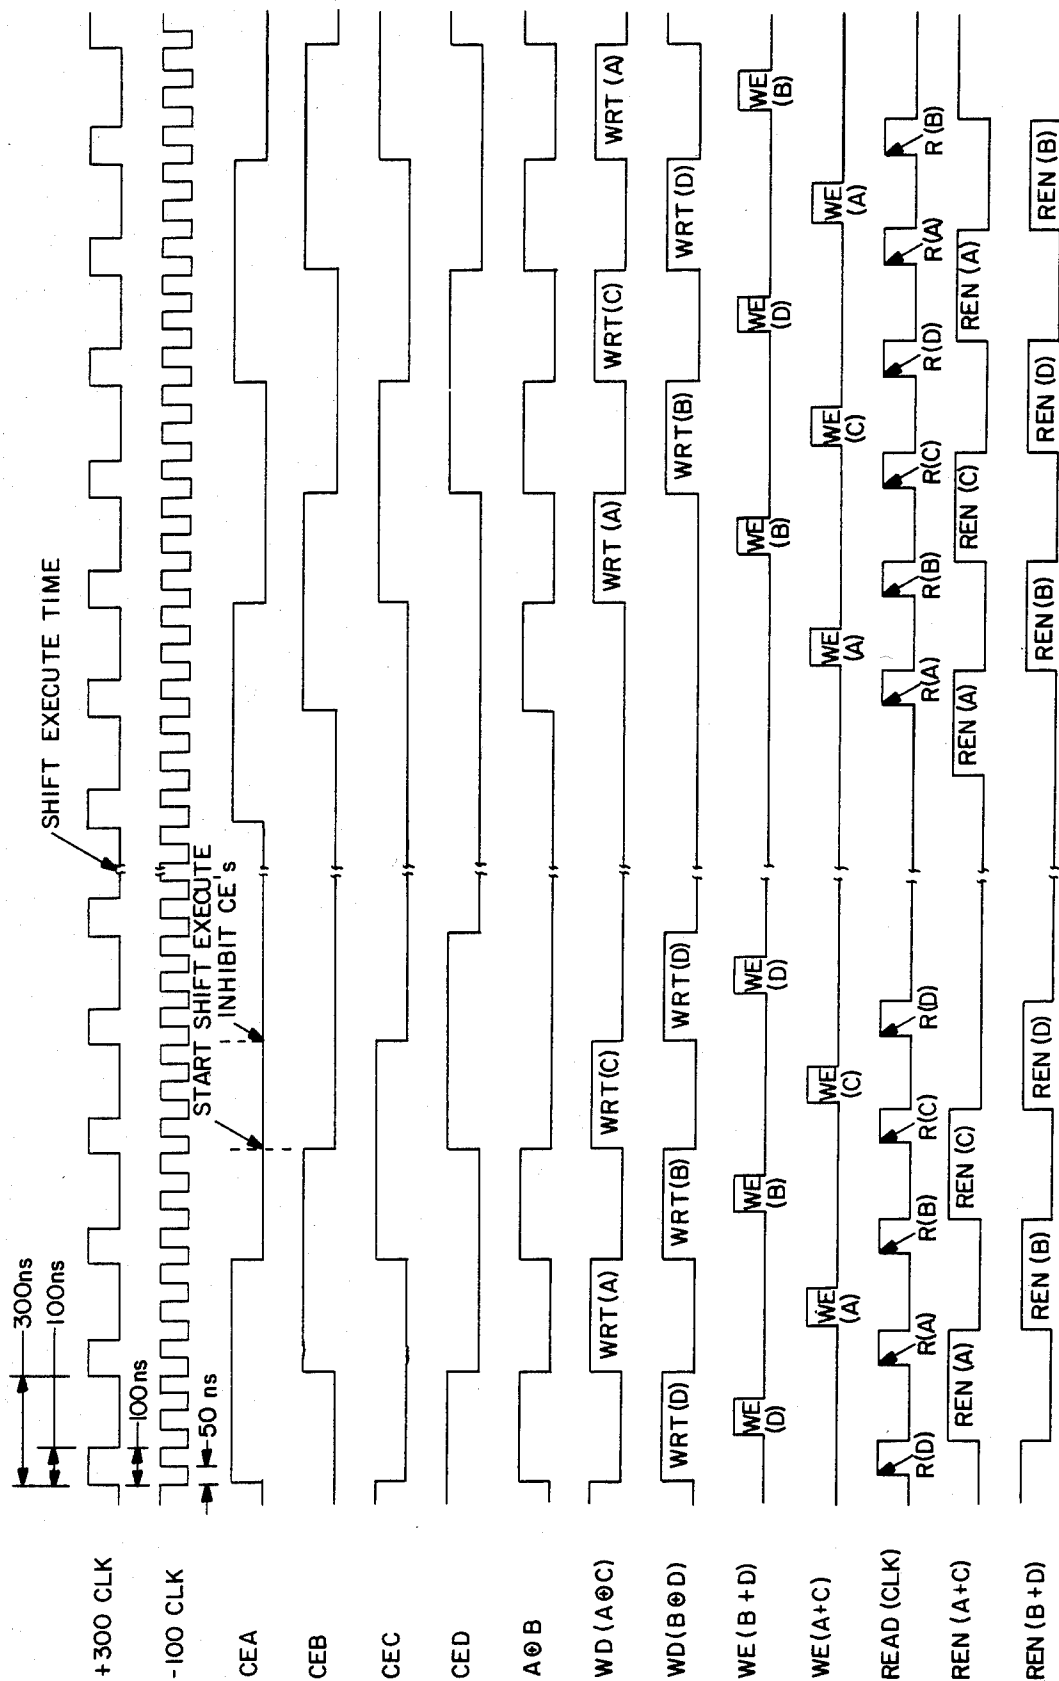 300ns
100ns
SHIFT EXECUTE TIME
+300 CLK
100ns
-100 CLK
50 ns
START SHIFT EXECUTE
INHIBIT CE's
CEA
CEB
CEC
CED
A⊕B
WD (A⊕C) WRT(A) WRT(C) WRT (A) WRT(C) WRT (A)
WD(B⊕D) WRT(D) WRT(B) WRT(D) WRT(B) WRT(D)
WE (B+D) WE WE WE WE WE WE
(D) (B) (D) (B) (D) (B)
WE(A+C) WE WE WE WE WE
(A) (C) (A) (C) (A)
READ (CLK) R(D) R(A) R(B) R(C) R(D) R(A) R(B) R(C) R(D) R(A) R(B)
REN (A+C) REN (A) REN (C) REN (A) REN (C) REN (A)
REN (B+D) REN (B) REN (D) REN (B) REN (D) REN (B)